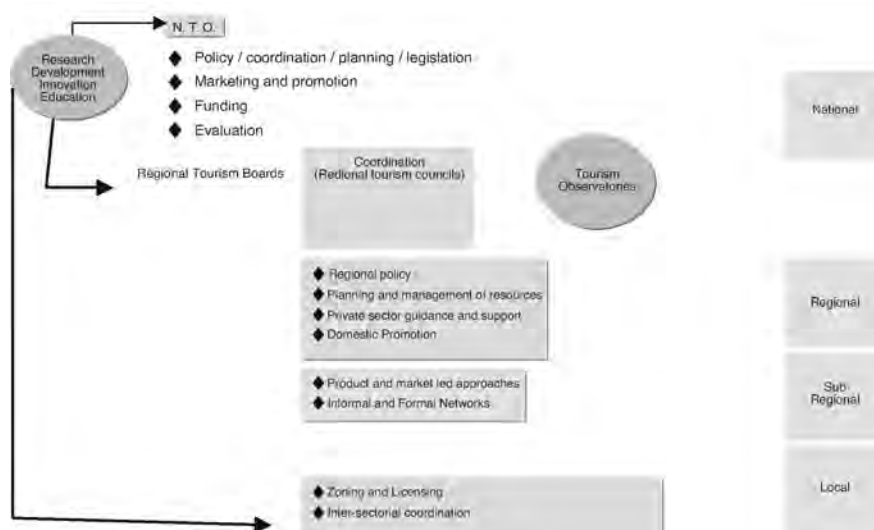 N. T. O.
Research
Development
Innovation
Education
Policy / coordination / planning / legislation
Marketing and promotion
Funding
Evaluation
National
Regional Tourism Boards
Coordination
(Redional tourism councils)
Tourism
Observatories
Regional policy
Planning and management of resources
Private sector guidance and support
Domestic Promotion
Regional
Product and market led approaches
Informal and Formal Networks
Sub-
Regional
Zoning and Licensing
Inter-sectorial coordination
Local